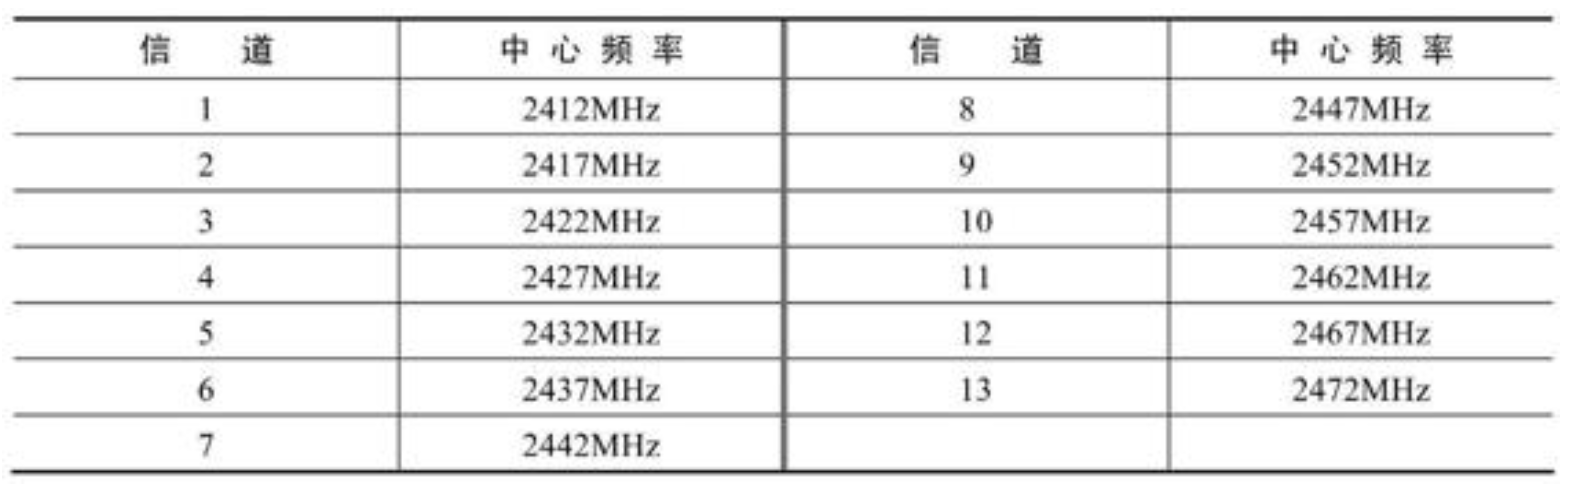 信 道 中心频率 信 道 中心频率
1 2412MHz 8 2447MHz
2 2417MHz 9 2452MHz
3 2422MHz 10 2457MHz
4 2427MHz 11 2462MHz
5 2432MHz 12 2467MHz
6 2437MHz 13 2472MHz
7 2442MHz